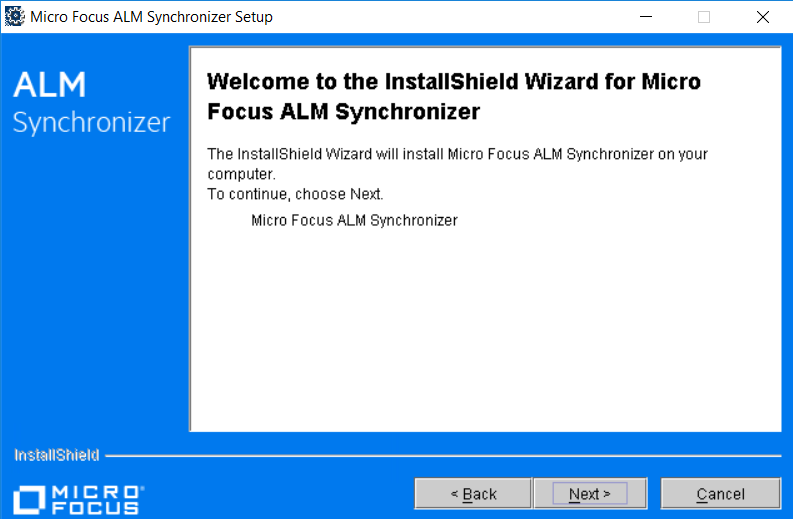 Micro Focus ALM Synchronizer Setup
ALM
Synchronizer
Welcome to the InstallShield Wizard for Micro
Focus ALM Synchronizer
The InstallShield Wizard will install Micro Focus ALM Synchronizer on your
computer.
To continue, choose Next.
Micro Focus ALM Synchronizer
InstallShield
MICRO®
FOCUS
< Back
Next >
Cancel